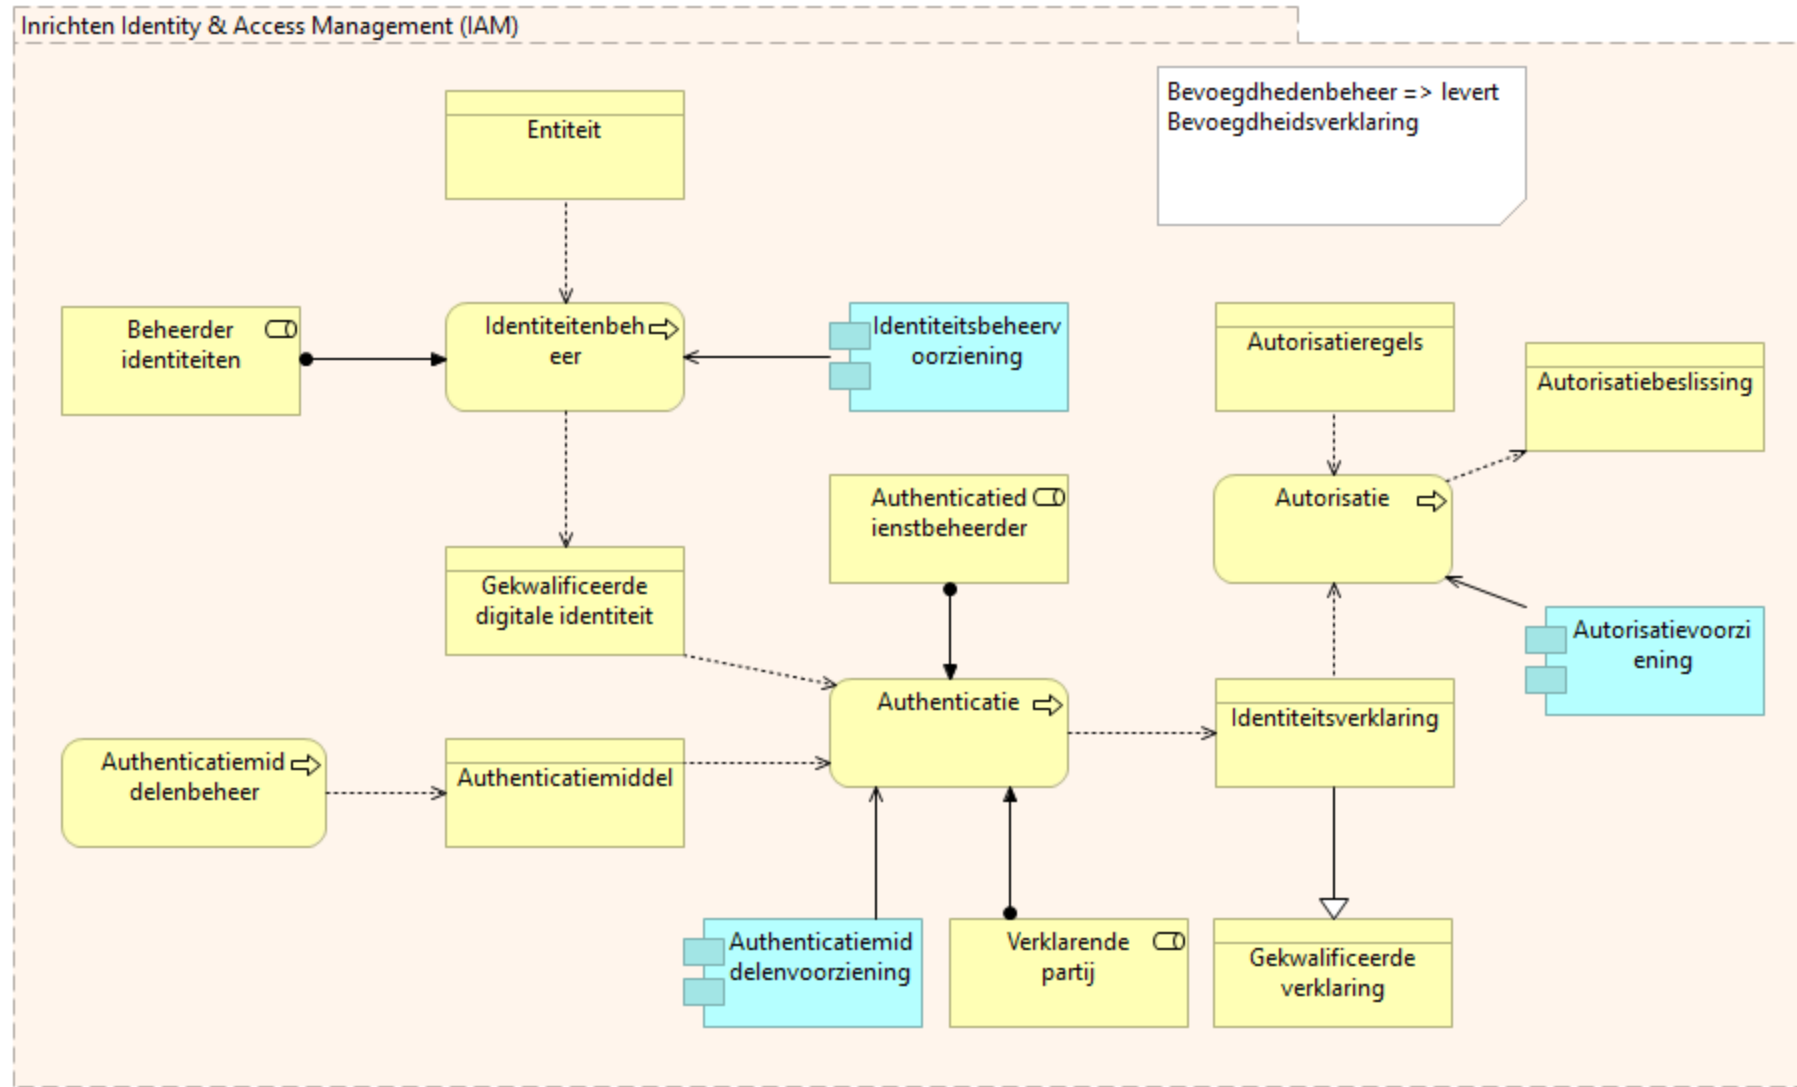 Inrichten Identity & Access Management (IAM)
Bevoegdhedenbeheer => levert
Bevoegdheidsverklaring
Entiteit
Beheerder
identiteiten
Identiteitenbeh
eer
Identiteitsbeheerv
oorziening
Autorisatieregels
Autorisatiebeslissing
Authenticatied
ienstbeheerder
Autorisatie
Gekwalificeerde
digitale identiteit
Autorisatievoorzi
ening
Authenticatie
Identiteitsverklaring
Authenticatiemid
delenbeheer
Authenticatiemiddel
Authenticatiemid
delenvoorziening
Verklarende
partij
Gekwalificeerde
verklaring